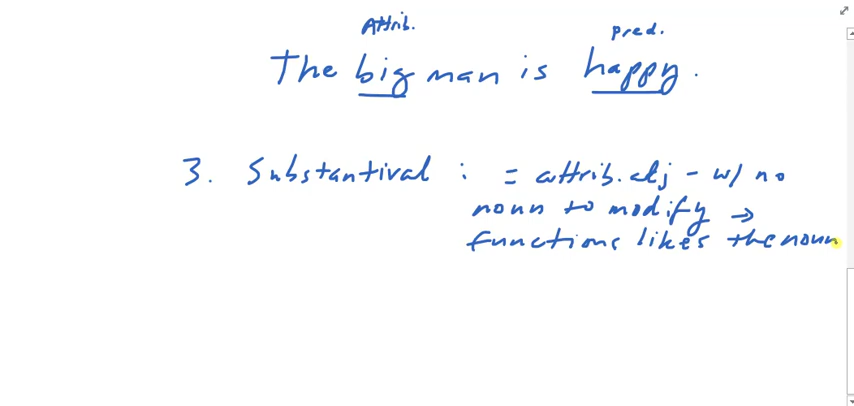 Attrib. pred.
The big man is happy.
3. Substantival : = attrib. adj - w/ no
noun to modify →
functions likes the noun